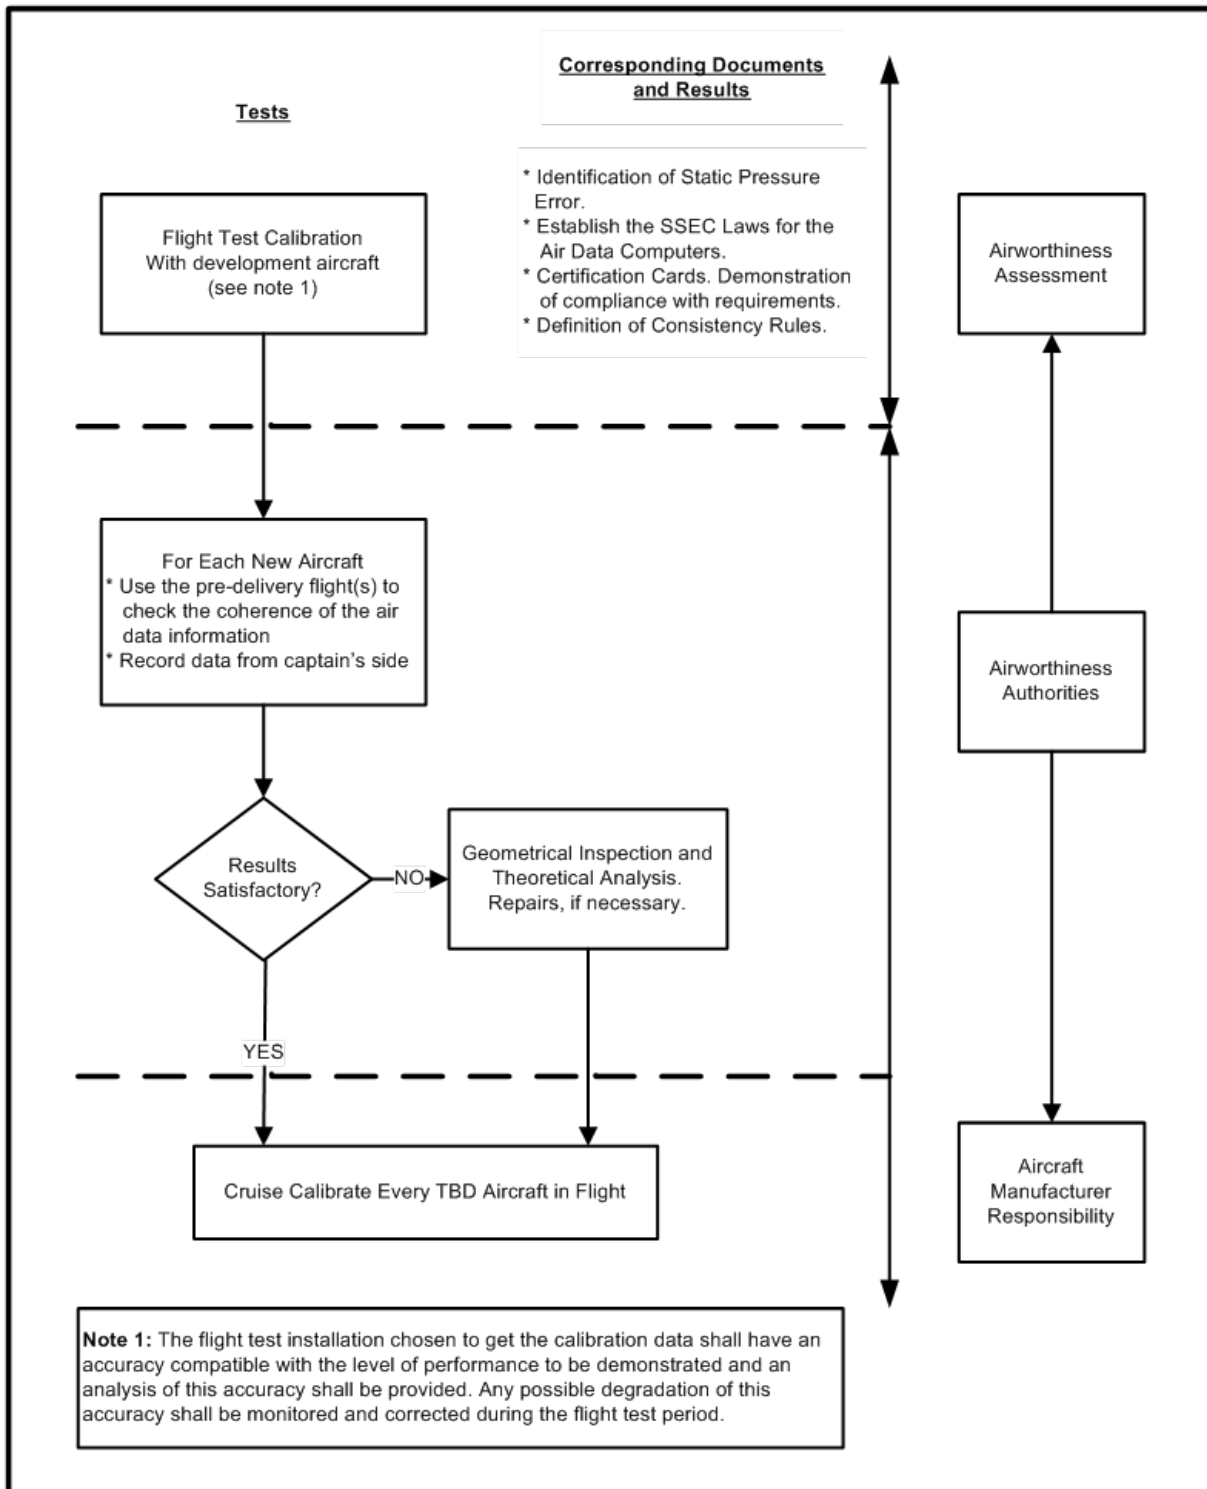 Corresponding Documents
and Results
Tests
* Identification of Static Pressure
Error.
* Establish the SSEC Laws for the
Air Data Computers.
* Certification Cards. Demonstration
of compliance with requirements.
* Definition of Consistency Rules.
Flight Test Calibration
With development aircraft
(see note 1)
Airworthiness
Assessment
For Each New Aircraft
* Use the pre-delivery flight(s) to
check the coherence of the air
data information
* Record data from captain's side
Airworthiness
Authorities
Results
Satisfactory?
NO
Geometrical Inspection and
Theoretical Analysis.
Repairs, if necessary.
YES
Cruise Calibrate Every TBD Aircraft in Flight
Aircraft
Manufacturer
Responsibility
Note 1: The flight test installation chosen to get the calibration data shall have an
accuracy compatible with the level of performance to be demonstrated and an
analysis of this accuracy shall be provided. Any possible degradation of this
accuracy shall be monitored and corrected during the flight test period.